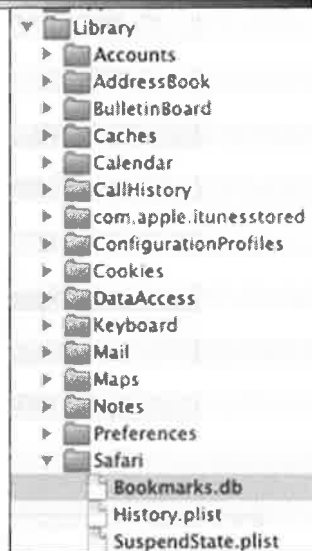 Library
Accounts
AddressBook
BulletinBoard
Caches
Calendar
CallHistory
com.apple.itunesstored
ConfigurationProfiles
Cookies
DataAccess
Keyboard
Mail
Maps
Notes
Preferences
Safari
Bookmarks.db
History.plist
SuspendState.plist